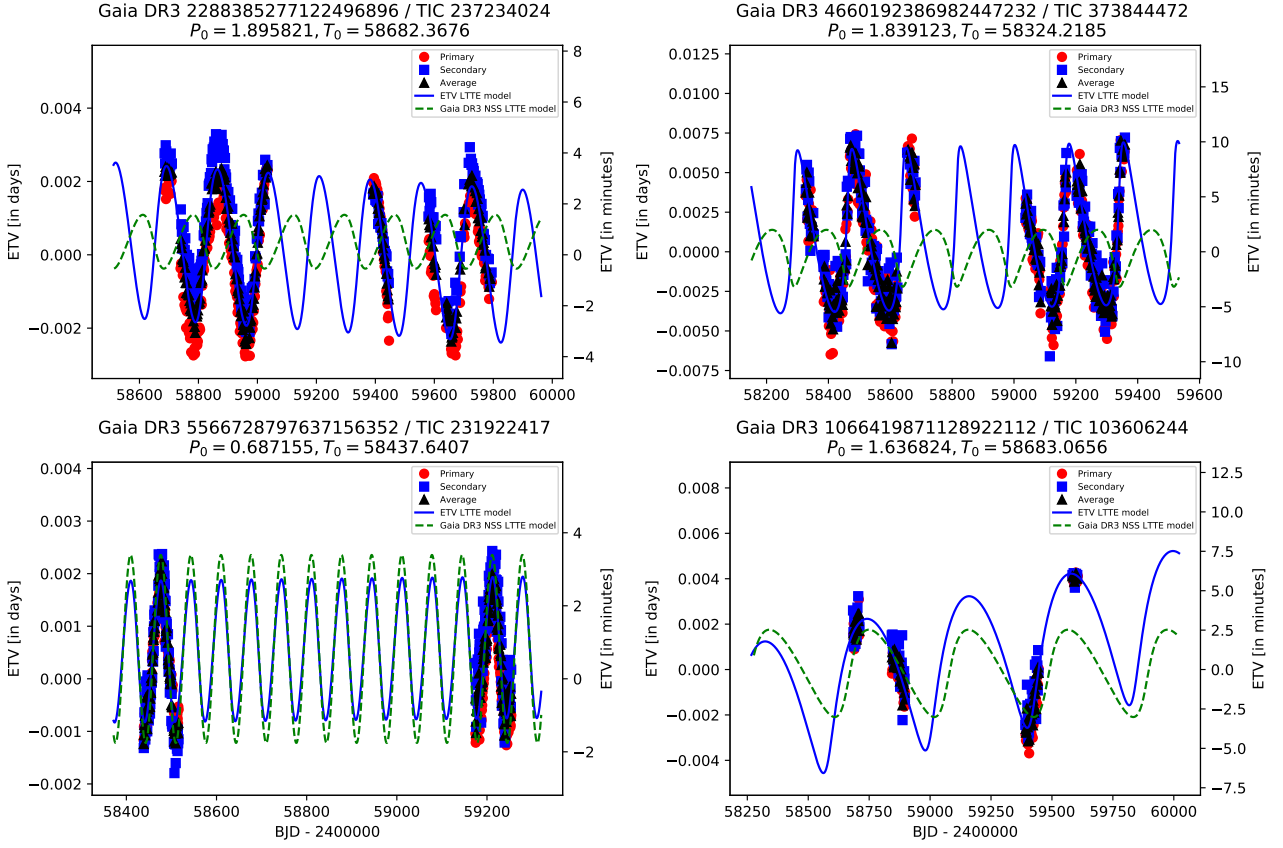 Gaia DR3 2288385277122496896 / TIC 237234024
P₀ = 1.895821, T₀ = 58682.3676
ETV [in days]
0.004
0.002
0.000
−0.002
8
6
4
2
0
−2
−4
ETV [in minutes]
Primary
Secondary
Average
ETV LTTE model
Gaia DR3 NSS LTTE model
58600 58800 59000 59200 59400 59600 59800 60000
Gaia DR3 4660192386982447232 / TIC 373844472
P₀ = 1.839123, T₀ = 58324.2185
ETV [in days]
0.0125
0.0100
0.0075
0.0050
0.0025
0.0000
−0.0025
−0.0050
−0.0075
15
10
5
0
−5
−10
ETV [in minutes]
Primary
Secondary
Average
ETV LTTE model
Gaia DR3 NSS LTTE model
58200 58400 58600 58800 59000 59200 59400 59600
Gaia DR3 5566728797637156352 / TIC 231922417
P₀ = 0.687155, T₀ = 58437.6407
ETV [in days]
0.004
0.003
0.002
0.001
0.000
−0.001
−0.002
4
2
0
−2
ETV [in minutes]
Primary
Secondary
Average
ETV LTTE model
Gaia DR3 NSS LTTE model
58400 58600 58800 59000 59200
BJD - 2400000
Gaia DR3 1066419871128922112 / TIC 103606244
P₀ = 1.636824, T₀ = 58683.0656
ETV [in days]
0.008
0.006
0.004
0.002
0.000
−0.002
−0.004
12.5
10.0
7.5
5.0
2.5
0.0
−2.5
−5.0
−7.5
ETV [in minutes]
Primary
Secondary
Average
ETV LTTE model
Gaia DR3 NSS LTTE model
58250 58500 58750 59000 59250 59500 59750 60000
BJD - 2400000